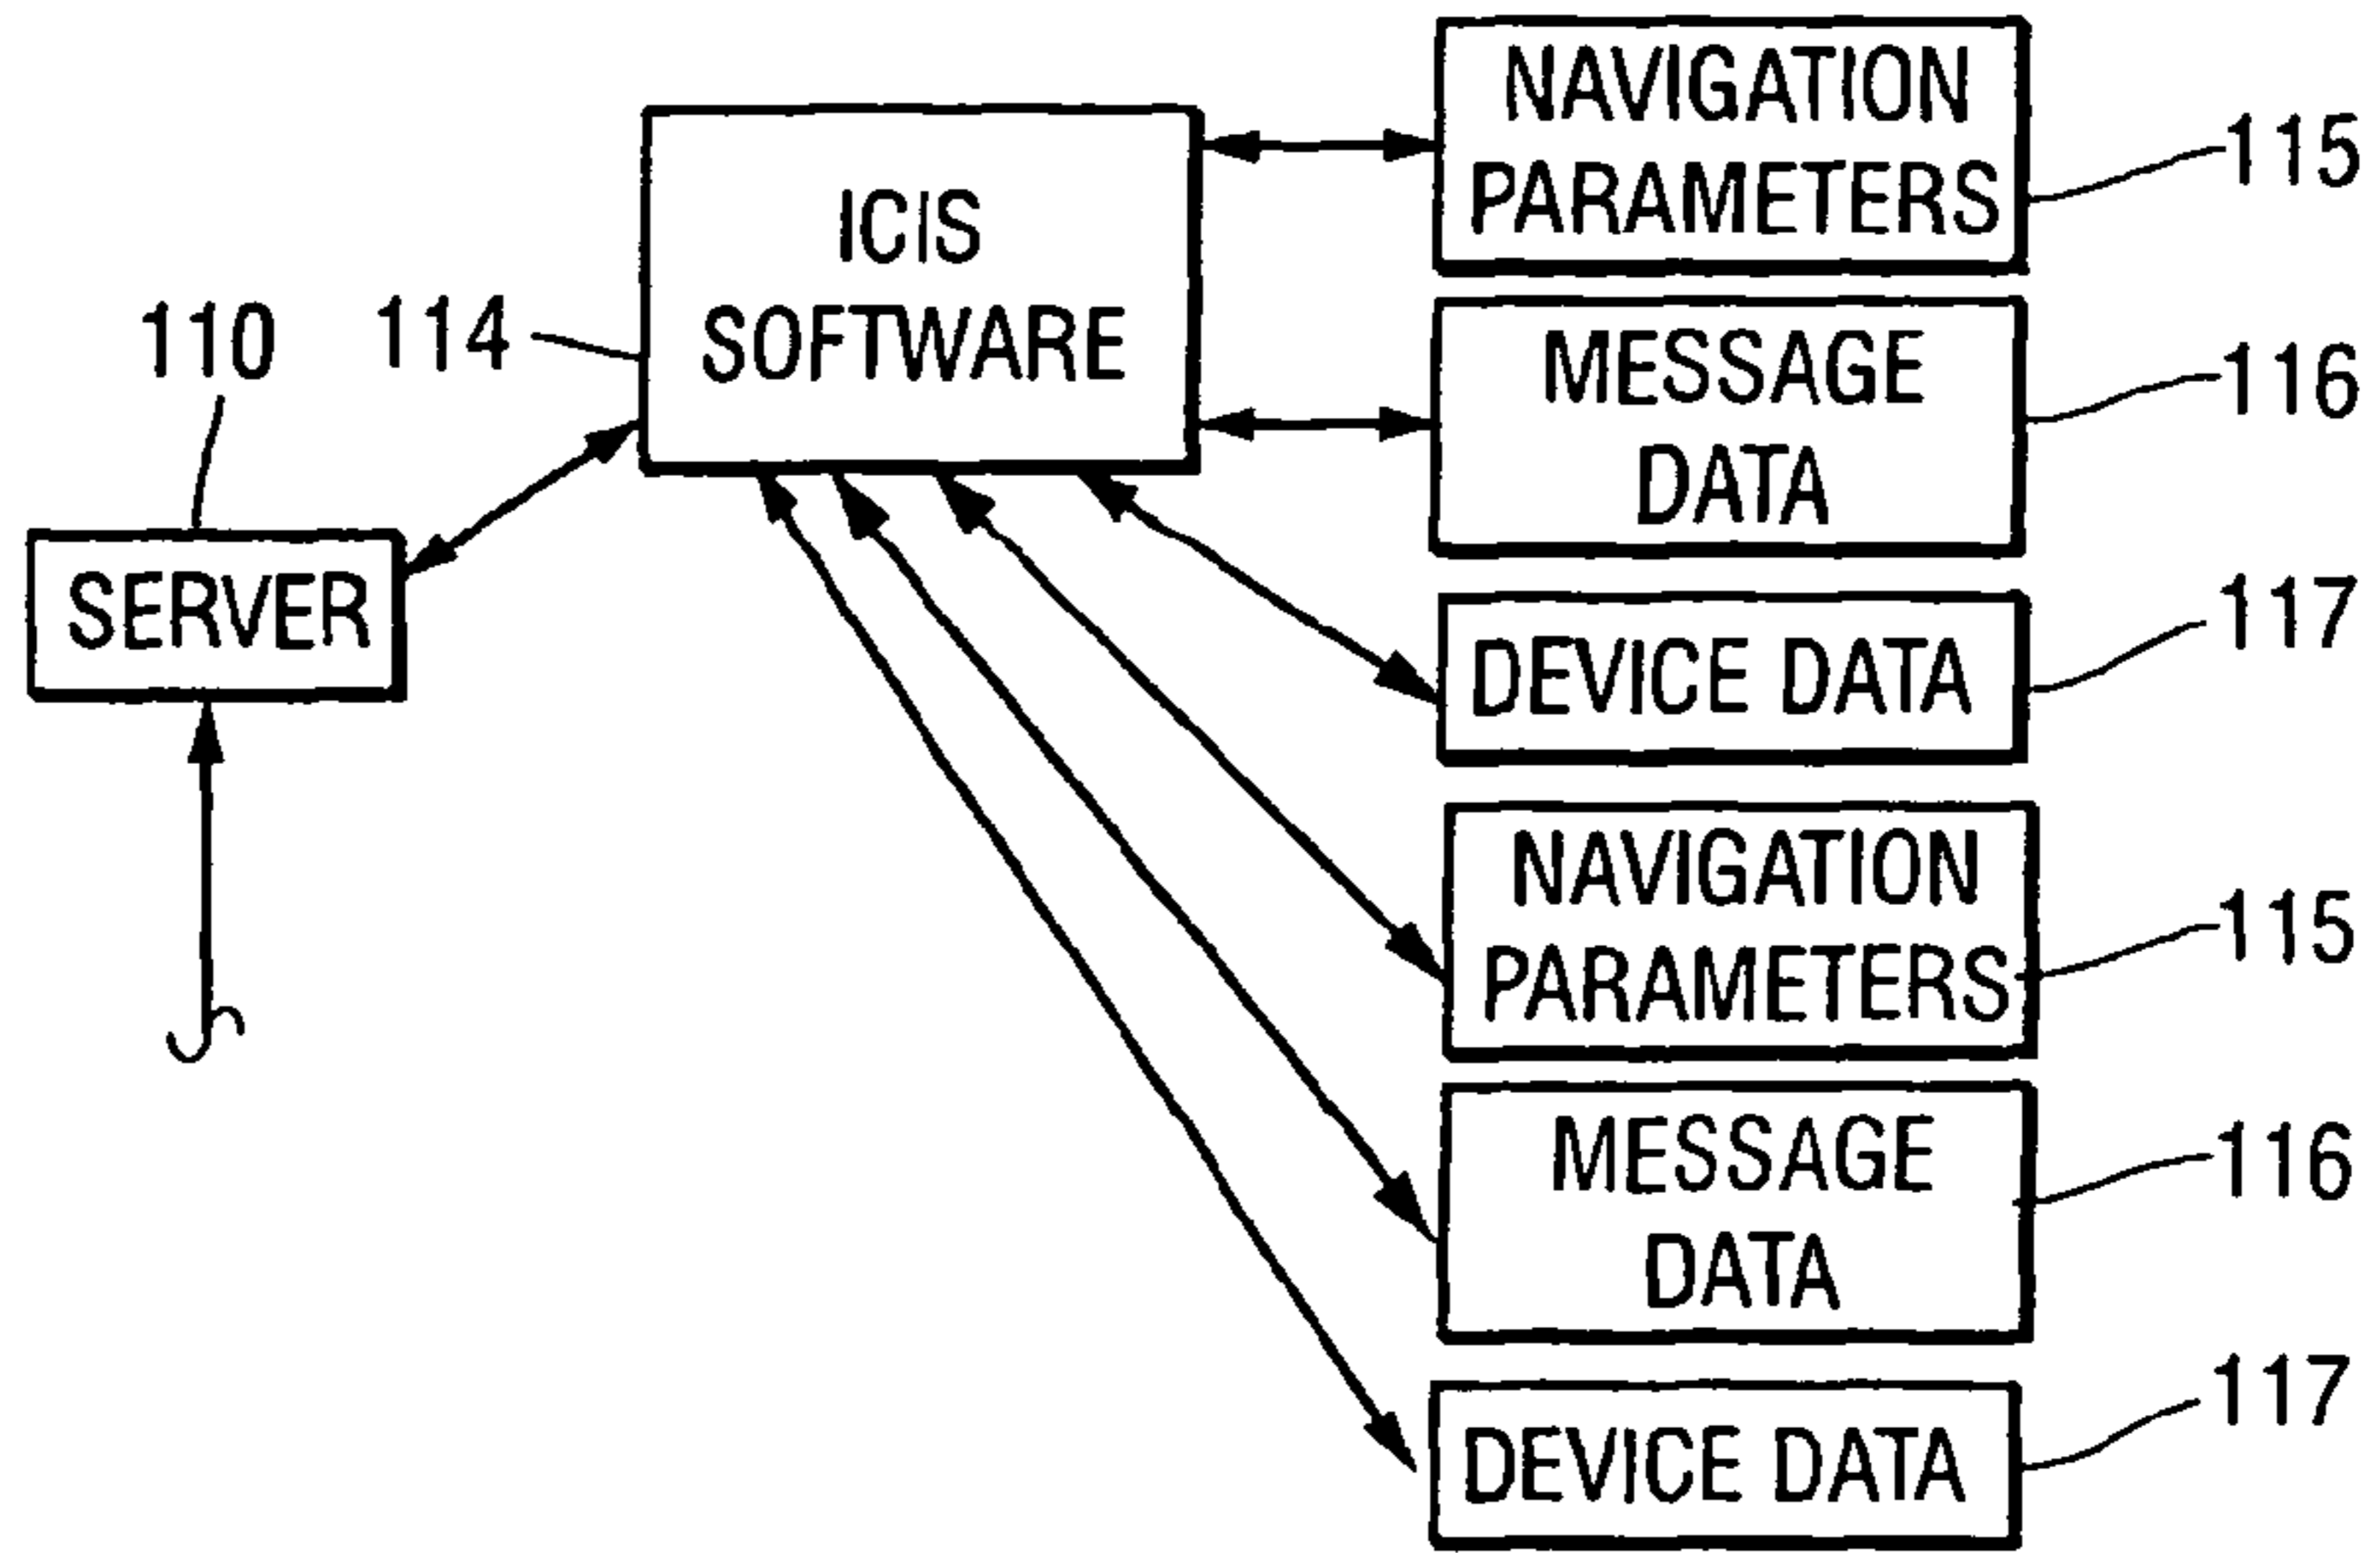 110
SERVER
114
ICIS
SOFTWARE
NAVIGATION
PARAMETERS
115
MESSAGE
DATA
116
DEVICE DATA
117
NAVIGATION
PARAMETERS
115
MESSAGE
DATA
116
DEVICE DATA
117